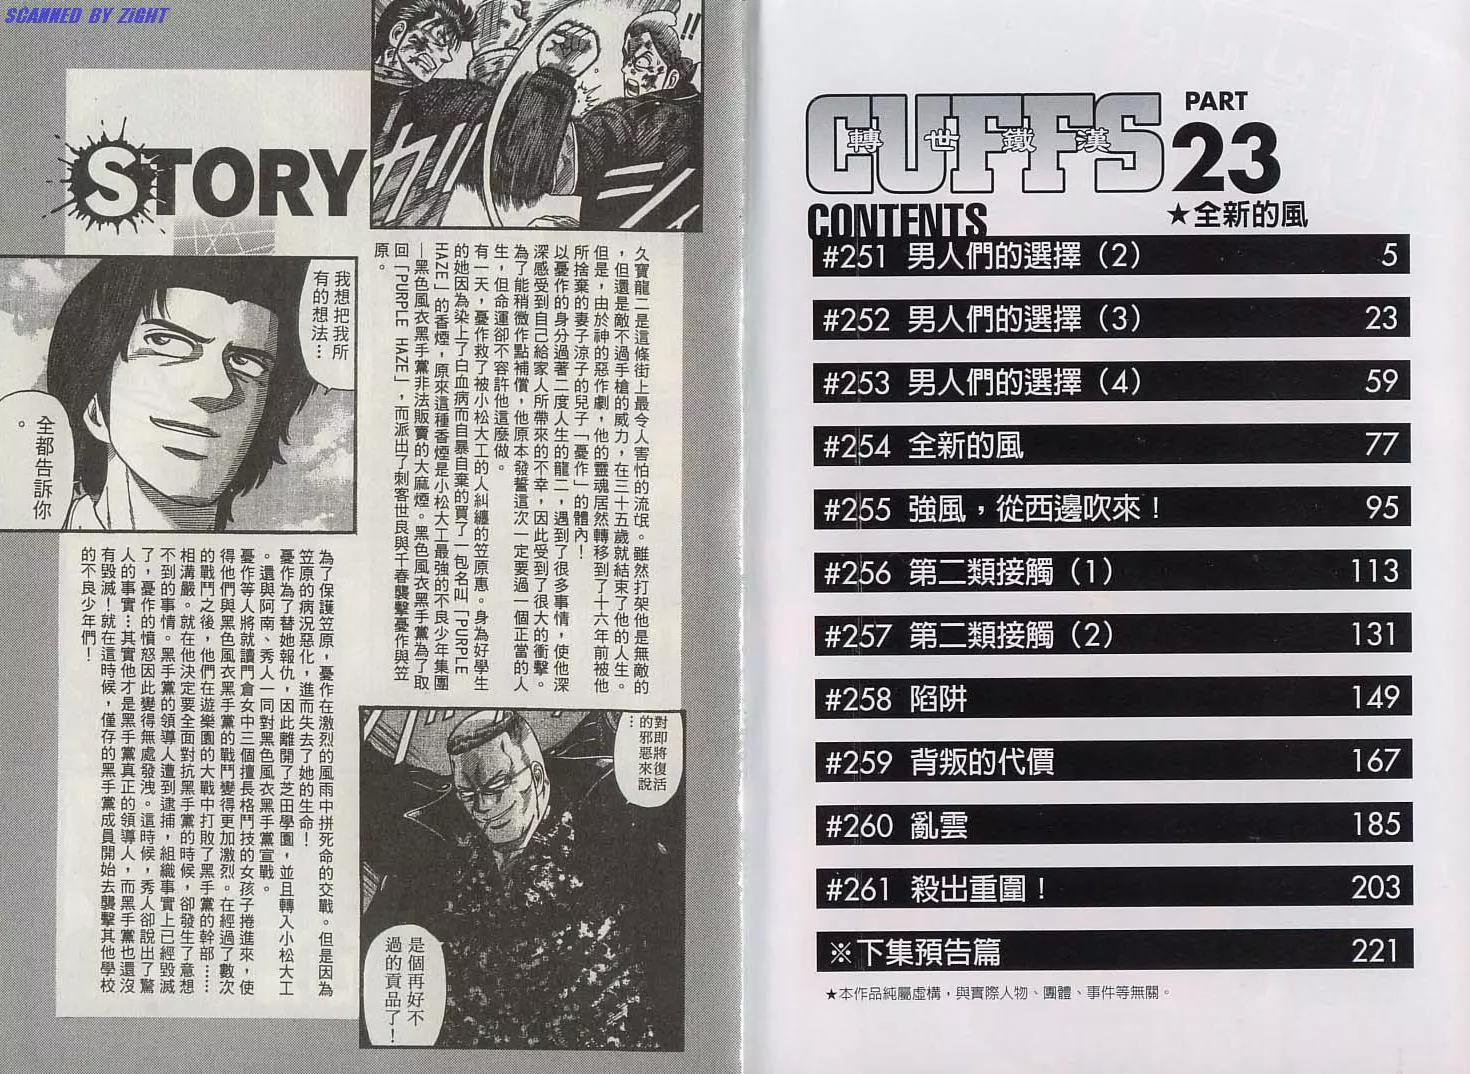 SCANNED BY ZiGHT
STORY
!!
久寶龍二是這條街上最令人害怕的流氓。雖然打架他是無敵的
，但還是敵不過手槍的威力，在三十五歲就結束了他的人生。
但是，由於神的惡作劇，他的靈魂居然轉移到了十六年前被他
所捨棄的妻子涼子的兒子「憂作」的體內！
以憂作的身分過著二度人生的龍二，遇到了很多事情，使他深
深感受到自己給家人所帶來的不幸，因此受到了很大的衝擊。
為了能稍微作點補償，他原本發誓這次一定要過一個正當的人
生，但命運卻不容許他這麼做。
有一天，憂作救了被小松大工的人糾纏的笠原惠。身為好學生
的她因為染上了白血病而自暴自棄的買了一包名叫「PURPLE
HAZE」的香煙，原來這種香煙是小松大工最強的不良少年集團
—黑色風衣黑手黨非法販賣的大麻煙。黑色風衣黑手黨為了取
回「PURPLE HAZE」，而派出了刺客世良與千春襲擊憂作與笠
原。
我想把我所
有的想法…
全都告訴你
。
為了保護笠原，憂作在激烈的風雨中拼死命的交戰。但是因為
笠原的病況惡化，進而失去了她的生命！
憂作為了替她報仇，因此離開了芝田學園，並且轉入小松大工
。還與阿南、秀人一同對黑色風衣黑手黨宣戰。
憂作等人將就讀門倉女中三個擅長格鬥技的女孩子捲進來，使
得他們與黑色風衣黑手黨的戰鬥變得更加激烈。在經過了數次
的戰鬥之後，他們在遊樂園的大戰中打敗了黑手黨的幹部……
相溝嚴。就在他決定要全面對抗黑手黨的時候，卻發生了意想
不到的事情。黑手黨的領導人遭到逮捕，組織事實上已經毀滅
了，憂作的憤怒因此變得無處發洩。這時候，秀人卻說出了驚
人的事實…其實他才是黑手黨真正的領導人，而黑手黨也還沒
有毀滅！就在這時候，僅存的黑手黨成員開始去襲擊其他學校
的不良少年們！
對即將復活
的邪惡來說
…
是個再好不
過的貢品了！
CUFFS
轉世鐵漢
PART
23
★全新的風
CONTENTS
#251 男人們的選擇（2） 5
#252 男人們的選擇（3） 23
#253 男人們的選擇（4） 59
#254 全新的風 77
#255 強風，從西邊吹來！ 95
#256 第二類接觸（1） 113
#257 第二類接觸（2） 131
#258 陷阱 149
#259 背叛的代價 167
#260 亂雲 185
#261 殺出重圍！ 203
※下集預告篇 221
★本作品純屬虛構，與實際人物、團體、事件等無關。